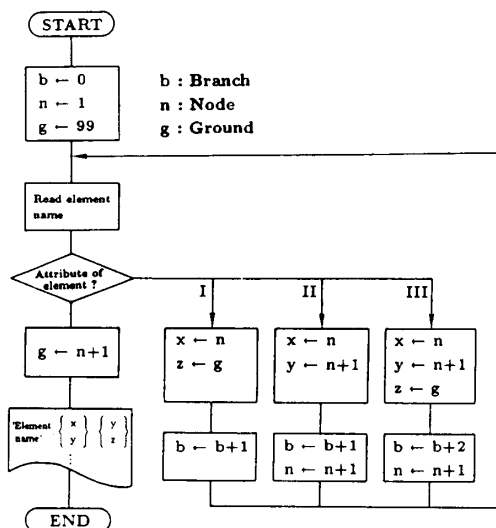 START
b ← 0
n ← 1
g ← 99
b : Branch
n : Node
g : Ground
Read element
name
Attribute of
element ?
I
II
III
g ← n+1
x ← n
z ← g
x ← n
y ← n+1
x ← n
y ← n+1
z ← g
b ← b+1
b ← b+1
n ← n+1
b ← b+2
n ← n+1
'Element { x } { y }
name' { y } { z }
⋮
END